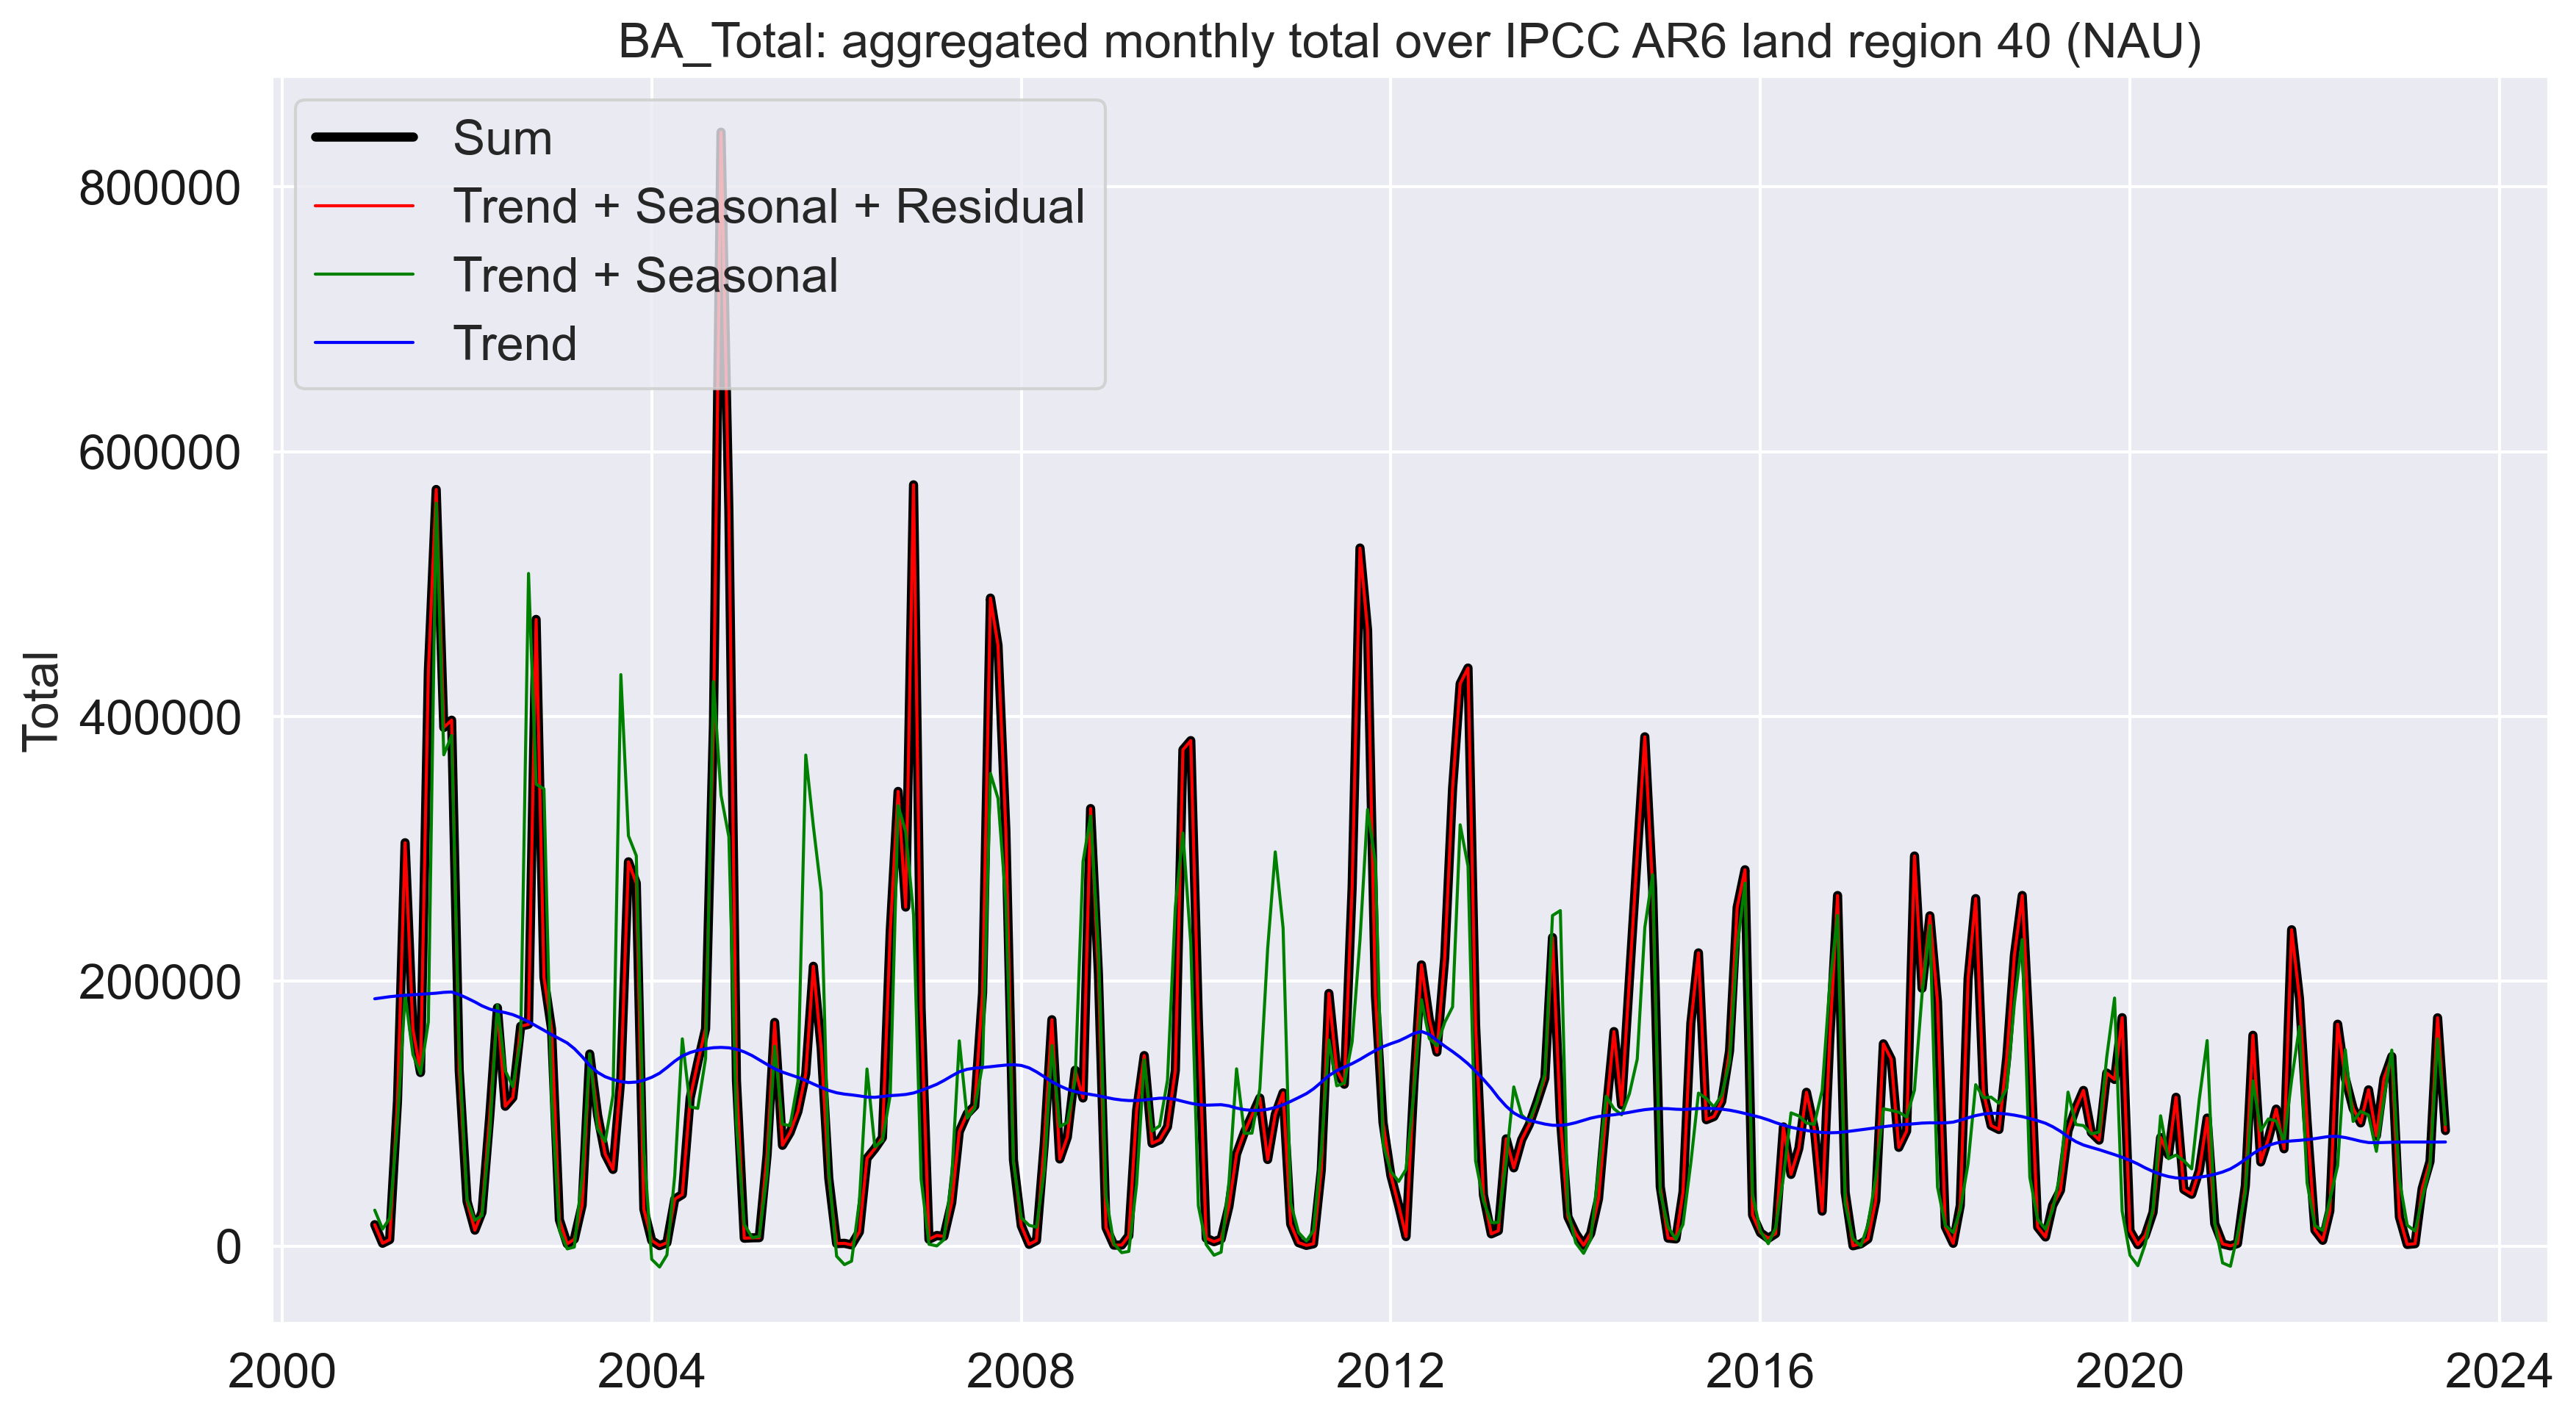 BA_Total: aggregated monthly total over IPCC AR6 land region 40 (NAU)
Sum
Trend + Seasonal + Residual
Trend + Seasonal
Trend
800000
600000
400000
200000
0
Total
2000 2004 2008 2012 2016 2020 2024